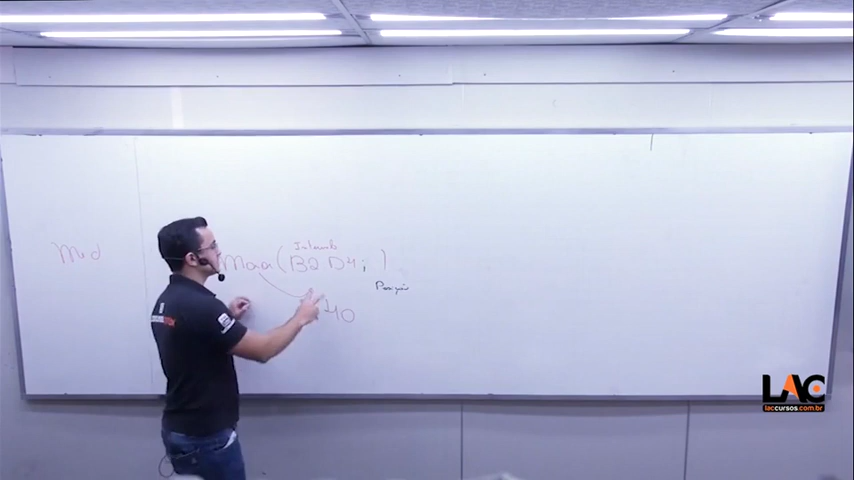 Intervalo
Med Maior(B2 D4; )
Posição
40
LAC
laccursos.com.br